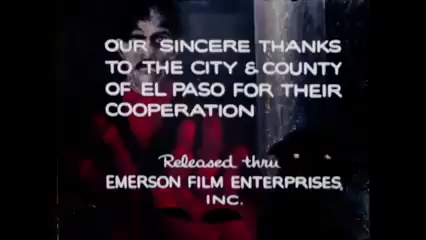 OUR SINCERE THANKS
TO THE CITY & COUNTY
OF EL PASO FOR THEIR
COOPERATION
Released thru
EMERSON FILM ENTERPRISES,
INC.